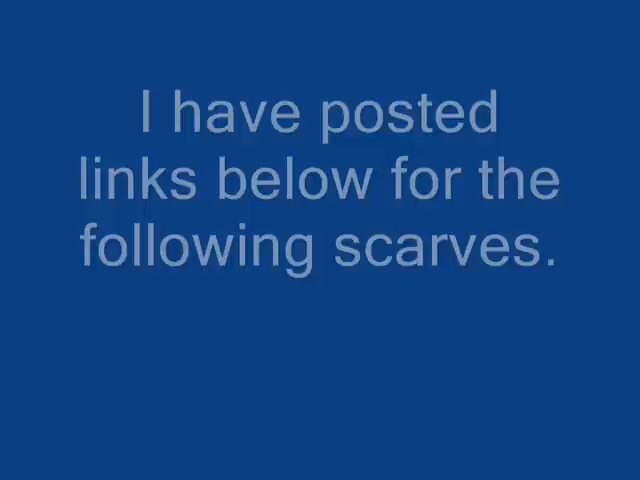 I have posted
links below for the
following scarves.